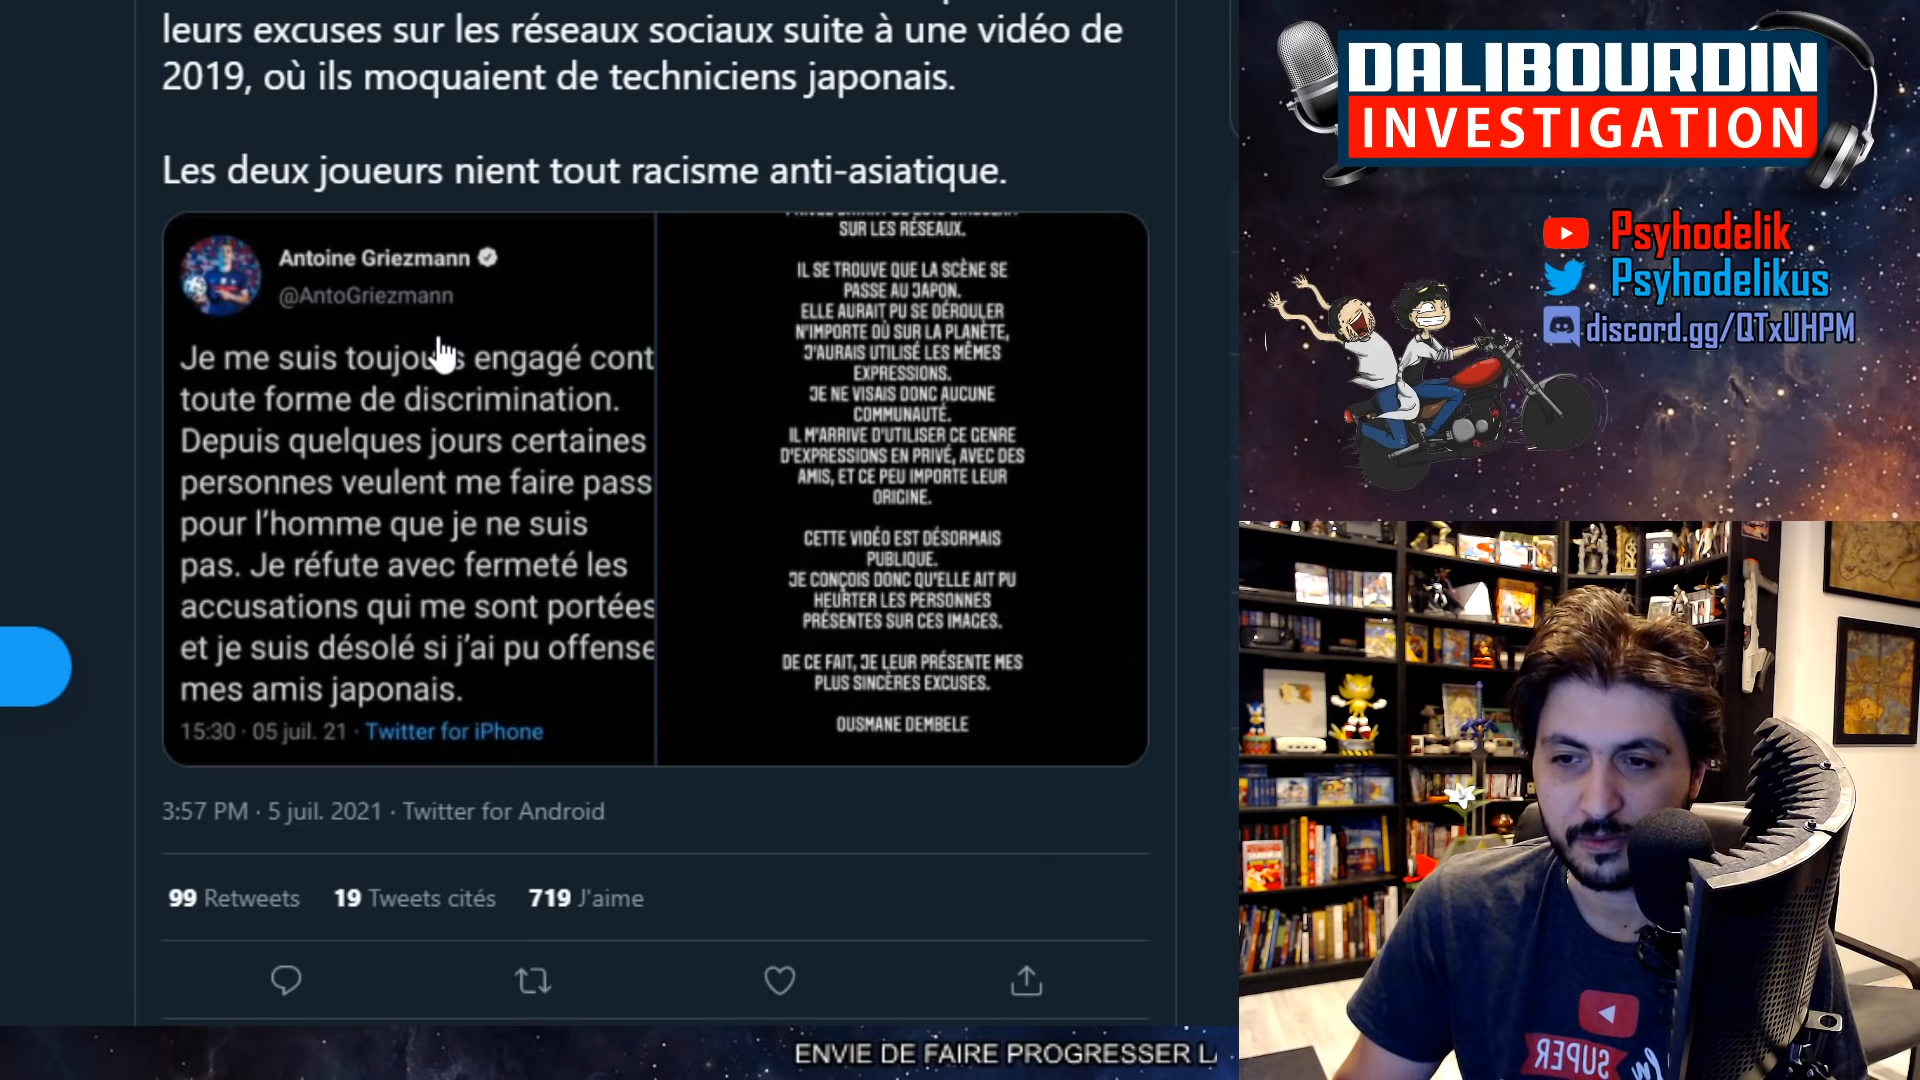 leurs excuses sur les réseaux sociaux suite à une vidéo de
2019, où ils moquaient de techniciens japonais.
Les deux joueurs nient tout racisme anti-asiatique.
Antoine Griezmann
@AntoGriezmann
Je me suis toujours engagé cont
toute forme de discrimination.
Depuis quelques jours certaines
personnes veulent me faire pass
pour l'homme que je ne suis
pas. Je réfute avec fermeté les
accusations qui me sont portées
et je suis désolé si j'ai pu offense
mes amis japonais.
15:30 · 05 juil. 21 · Twitter for iPhone
SUR LES RÉSEAUX.
IL SE TROUVE QUE LA SCÈNE SE
PASSE AU JAPON.
ELLE AURAIT PU SE DÉROULER
N'IMPORTE OÙ SUR LA PLANÈTE,
J'AURAIS UTILISÉ LES MÊMES
EXPRESSIONS.
JE NE VISAIS DONC AUCUNE
COMMUNAUTÉ.
IL M'ARRIVE D'UTILISER CE GENRE
D'EXPRESSIONS EN PRIVÉ, AVEC DES
AMIS, ET CE PEU IMPORTE LEUR
ORIGINE.
CETTE VIDÉO EST DÉSORMAIS
PUBLIQUE.
JE CONÇOIS DONC QU'ELLE AIT PU
HEURTER LES PERSONNES
PRÉSENTES SUR CES IMAGES.
DE CE FAIT, JE LEUR PRÉSENTE MES
PLUS SINCÈRES EXCUSES.
OUSMANE DEMBELE
3:57 PM · 5 juil. 2021 · Twitter for Android
99 Retweets 19 Tweets cités 719 J'aime
ENVIE DE FAIRE PROGRESSER L
DALIBOURDIN
INVESTIGATION
Psyhodelik
Psyhodelikus
discord.gg/QTxUHPM
SUPER